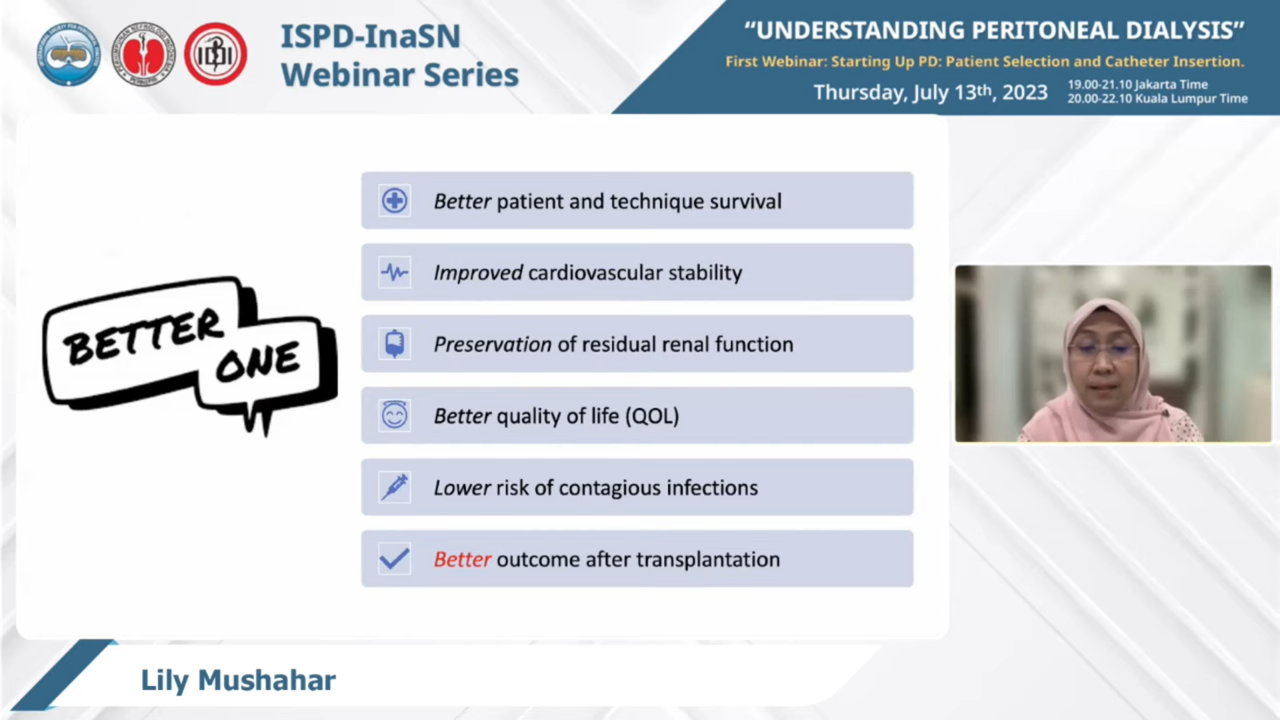 ISPD-InaSN
Webinar Series
“UNDERSTANDING PERITONEAL DIALYSIS”
First Webinar: Starting Up PD: Patient Selection and Catheter Insertion.
Thursday, July 13th, 2023
19.00-21.10 Jakarta Time
20.00-22.10 Kuala Lumpur Time
BETTER
ONE
Better patient and technique survival
Improved cardiovascular stability
Preservation of residual renal function
Better quality of life (QOL)
Lower risk of contagious infections
Better outcome after transplantation
Lily Mushahar